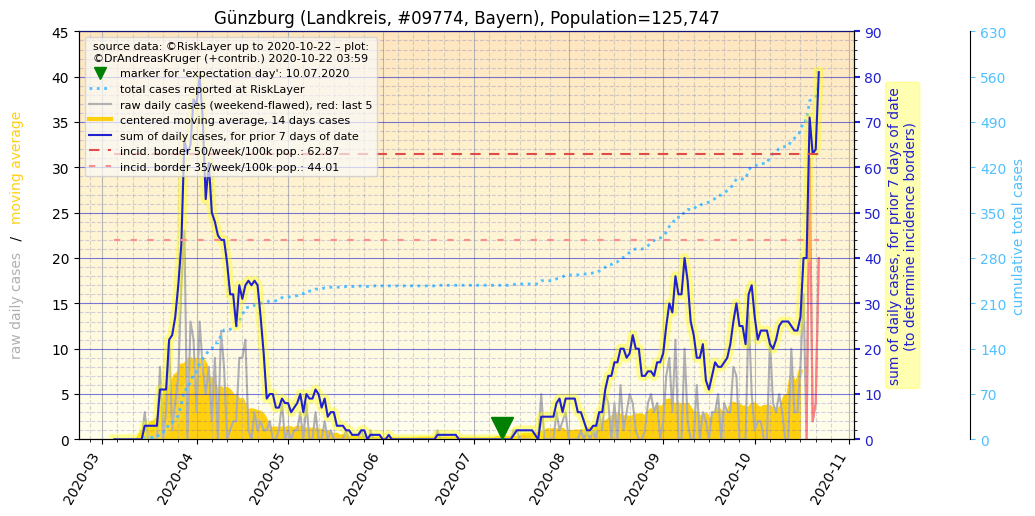 Günzburg (Landkreis, #09774, Bayern), Population=125,747
source data: ©RiskLayer up to 2020-10-22 – plot:
©DrAndreasKruger (+contrib.) 2020-10-22 03:59
marker for 'expectation day': 10.07.2020
total cases reported at RiskLayer
raw daily cases (weekend-flawed), red: last 5
centered moving average, 14 days cases
sum of daily cases, for prior 7 days of date
incid. border 50/week/100k pop.: 62.87
incid. border 35/week/100k pop.: 44.01
raw daily cases / moving average
45
40
35
30
25
20
15
10
5
0
2020-03
2020-04
2020-05
2020-06
2020-07
2020-08
2020-09
2020-10
2020-11
90
80
70
60
50
40
30
20
10
0
sum of daily cases, for prior 7 days of date
(to determine incidence borders)
630
560
490
420
350
280
210
140
70
0
cumulative total cases